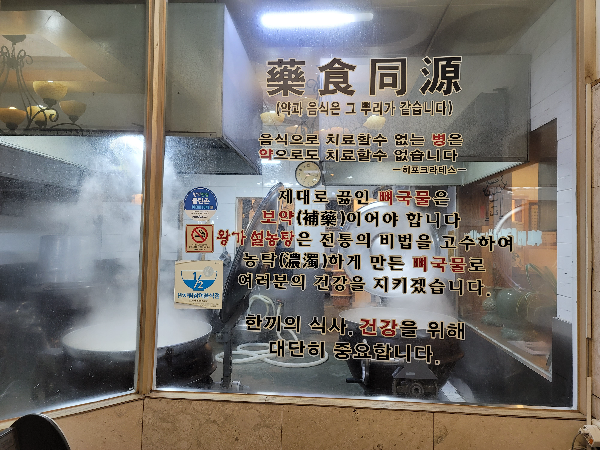 藥食同源
(약과 음식은 그 뿌리가 같습니다)
음식으로 치료할수 없는 병은
약으로도 치료할수 없습니다
-히포크라테스-
제대로 끓인 뼈국물은
보약(補藥)이어야 합니다
왕가 설농탕은 전통의 비법을 고수하여
농탁(濃濁)하게 만든 뼈국물로
여러분의 건강을 지키겠습니다.
한끼의 식사, 건강을 위해
대단히 중요합니다.
1/2